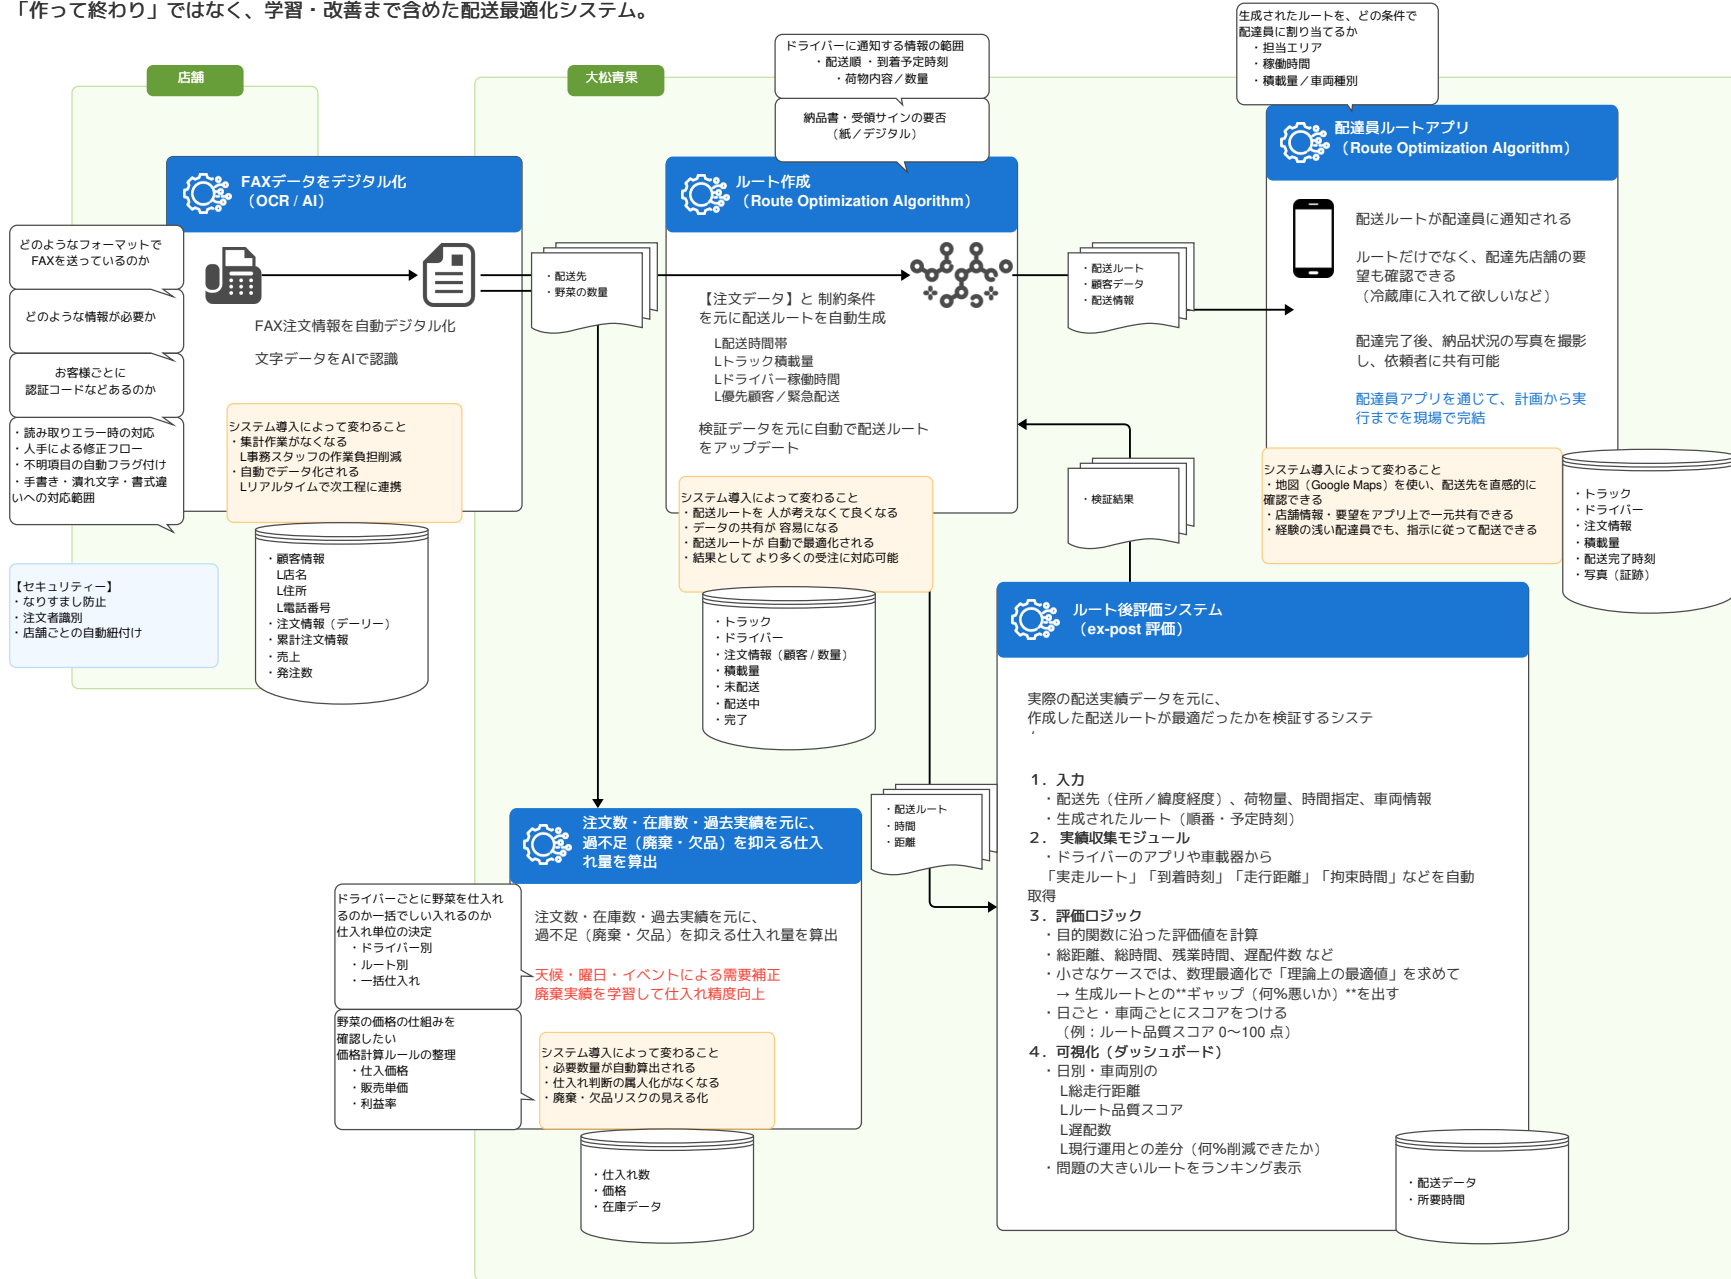 「作って終わり」ではなく、学習・改善まで含めた配送最適化システム。
店舗
大松青果
FAXデータをデジタル化
（OCR / AI）
どのようなフォーマットで
FAXを送っているのか
どのような情報が必要か
お客様ごとに
認証コードなどあるのか
・読み取りエラー時の対応
・人手による修正フロー
・不明項目の自動フラグ付け
・手書き・潰れ文字・書式違
いへの対応範囲
FAX注文情報を自動デジタル化
文字データをAIで認識
システム導入によって変わること
・集計作業がなくなる
L事務スタッフの作業負担削減
・自動でデータ化される
Lリアルタイムで次工程に連携
【セキュリティー】
・なりすまし防止
・注文者識別
・店舗ごとの自動紐付け
・顧客情報
L店名
L住所
L電話番号
・注文情報（デーリー）
・累計注文情報
・売上
・発注数
・配送先
・野菜の数量
ドライバーに通知する情報の範囲
・配送順 ・到着予定時刻
・荷物内容／数量
納品書・受領サインの要否
（紙／デジタル）
ルート作成
（Route Optimization Algorithm）
【注文データ】と 制約条件
を元に配送ルートを自動生成
L配送時間帯
Lトラック積載量
Lドライバー稼働時間
L優先顧客／緊急配送
検証データを元に自動で配送ルート
をアップデート
システム導入によって変わること
・配送ルートを 人が考えなくて良くなる
・データの共有が 容易になる
・配送ルートが 自動で最適化される
・結果として より多くの受注に対応可能
・トラック
・ドライバー
・注文情報（顧客 / 数量）
・積載量
・未配送
・配送中
・完了
・配送ルート
・顧客データ
・配送情報
・検証結果
生成されたルートを、どの条件で
配達員に割り当てるか
・担当エリア
・稼働時間
・積載量／車両種別
配達員ルートアプリ
（Route Optimization Algorithm）
配送ルートが配達員に通知される
ルートだけでなく、配達先店舗の要
望も確認できる
（冷蔵庫に入れて欲しいなど）
配達完了後、納品状況の写真を撮影
し、依頼者に共有可能
配達員アプリを通じて、計画から実
行までを現場で完結
システム導入によって変わること
・地図（Google Maps）を使い、配送先を直感的に
確認できる
・店舗情報・要望をアプリ上で一元共有できる
・経験の浅い配達員でも、指示に従って配送できる
・トラック
・ドライバー
・注文情報
・積載量
・配送完了時刻
・写真（証跡）
注文数・在庫数・過去実績を元に、
過不足（廃棄・欠品）を抑える仕入
れ量を算出
ドライバーごとに野菜を仕入れ
るのか一括でしい入れるのか
仕入れ単位の決定
・ドライバー別
・ルート別
・一括仕入れ
野菜の価格の仕組みを
確認したい
価格計算ルールの整理
・仕入価格
・販売単価
・利益率
注文数・在庫数・過去実績を元に、
過不足（廃棄・欠品）を抑える仕入れ量を算出
天候・曜日・イベントによる需要補正
廃棄実績を学習して仕入れ精度向上
システム導入によって変わること
・必要数量が自動算出される
・仕入れ判断の属人化がなくなる
・廃棄・欠品リスクの見える化
・仕入れ数
・価格
・在庫データ
・配送ルート
・時間
・距離
ルート後評価システム
（ex-post 評価）
実際の配送実績データを元に、
作成した配送ルートが最適だったかを検証するシステ
1．入力
・配送先（住所／緯度経度）、荷物量、時間指定、車両情報
・生成されたルート（順番・予定時刻）
2． 実績収集モジュール
・ドライバーのアプリや車載器から
「実走ルート」「到着時刻」「走行距離」「拘束時間」などを自動
取得
3．評価ロジック
・目的関数に沿った評価値を計算
・総距離、総時間、残業時間、遅配件数 など
・小さなケースでは、数理最適化で「理論上の最適値」を求めて
→ 生成ルートとの**ギャップ（何%悪いか）**を出す
・日ごと・車両ごとにスコアをつける
（例：ルート品質スコア 0〜100 点）
4．可視化（ダッシュボード）
・日別・車両別の
L総走行距離
Lルート品質スコア
L遅配数
L現行運用との差分（何%削減できたか）
・問題の大きいルートをランキング表示
・配送データ
・所要時間